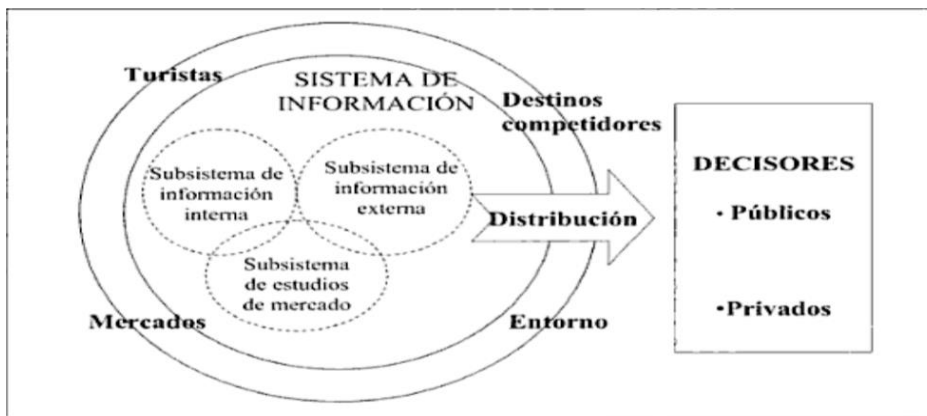 Turistas
SISTEMA DE
INFORMACIÓN
Destinos
competidores
Subsistema de
información
interna
Subsistema de
información
externa
Subsistema
de estudios
de mercado
Distribución
Mercados
Entorno
DECISORES
· Públicos
•Privados